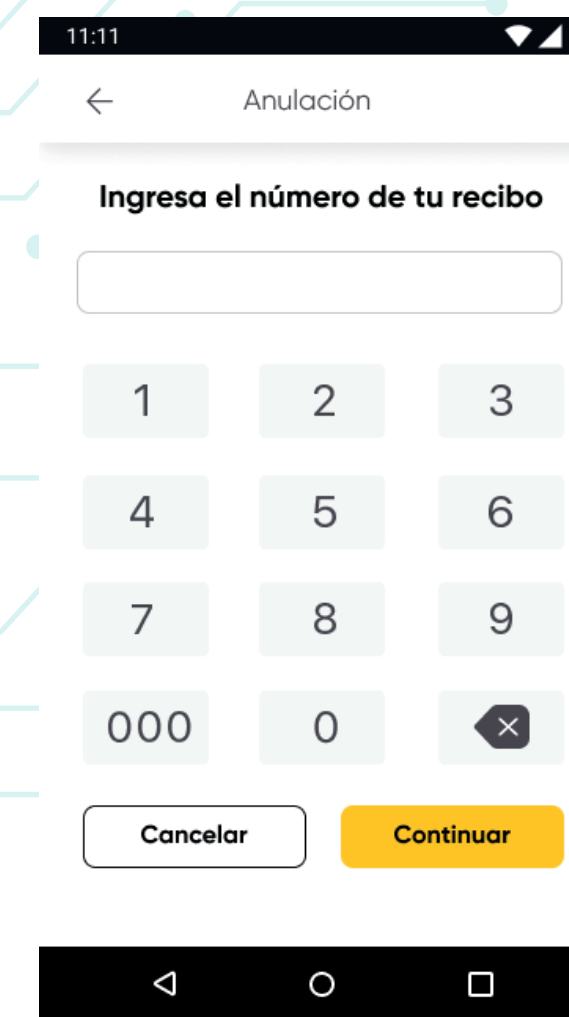 11:11
Anulación
Ingresa el número de tu recibo
1 2 3
4 5 6
7 8 9
000 0
Cancelar Continuar